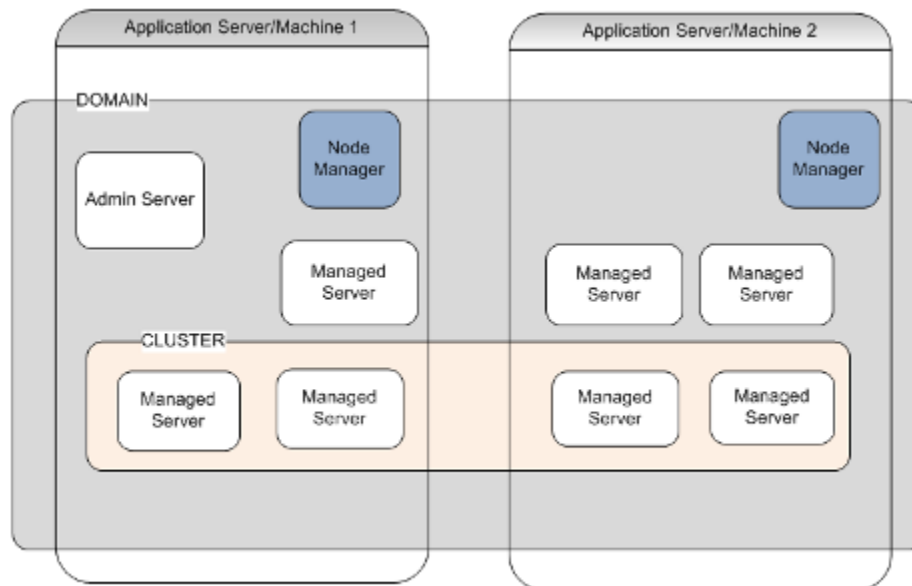 Application Server/Machine 1
Application Server/Machine 2
DOMAIN
Node
Manager
Node
Manager
Admin Server
Managed
Server
Managed
Server
Managed
Server
CLUSTER
Managed
Server
Managed
Server
Managed
Server
Managed
Server